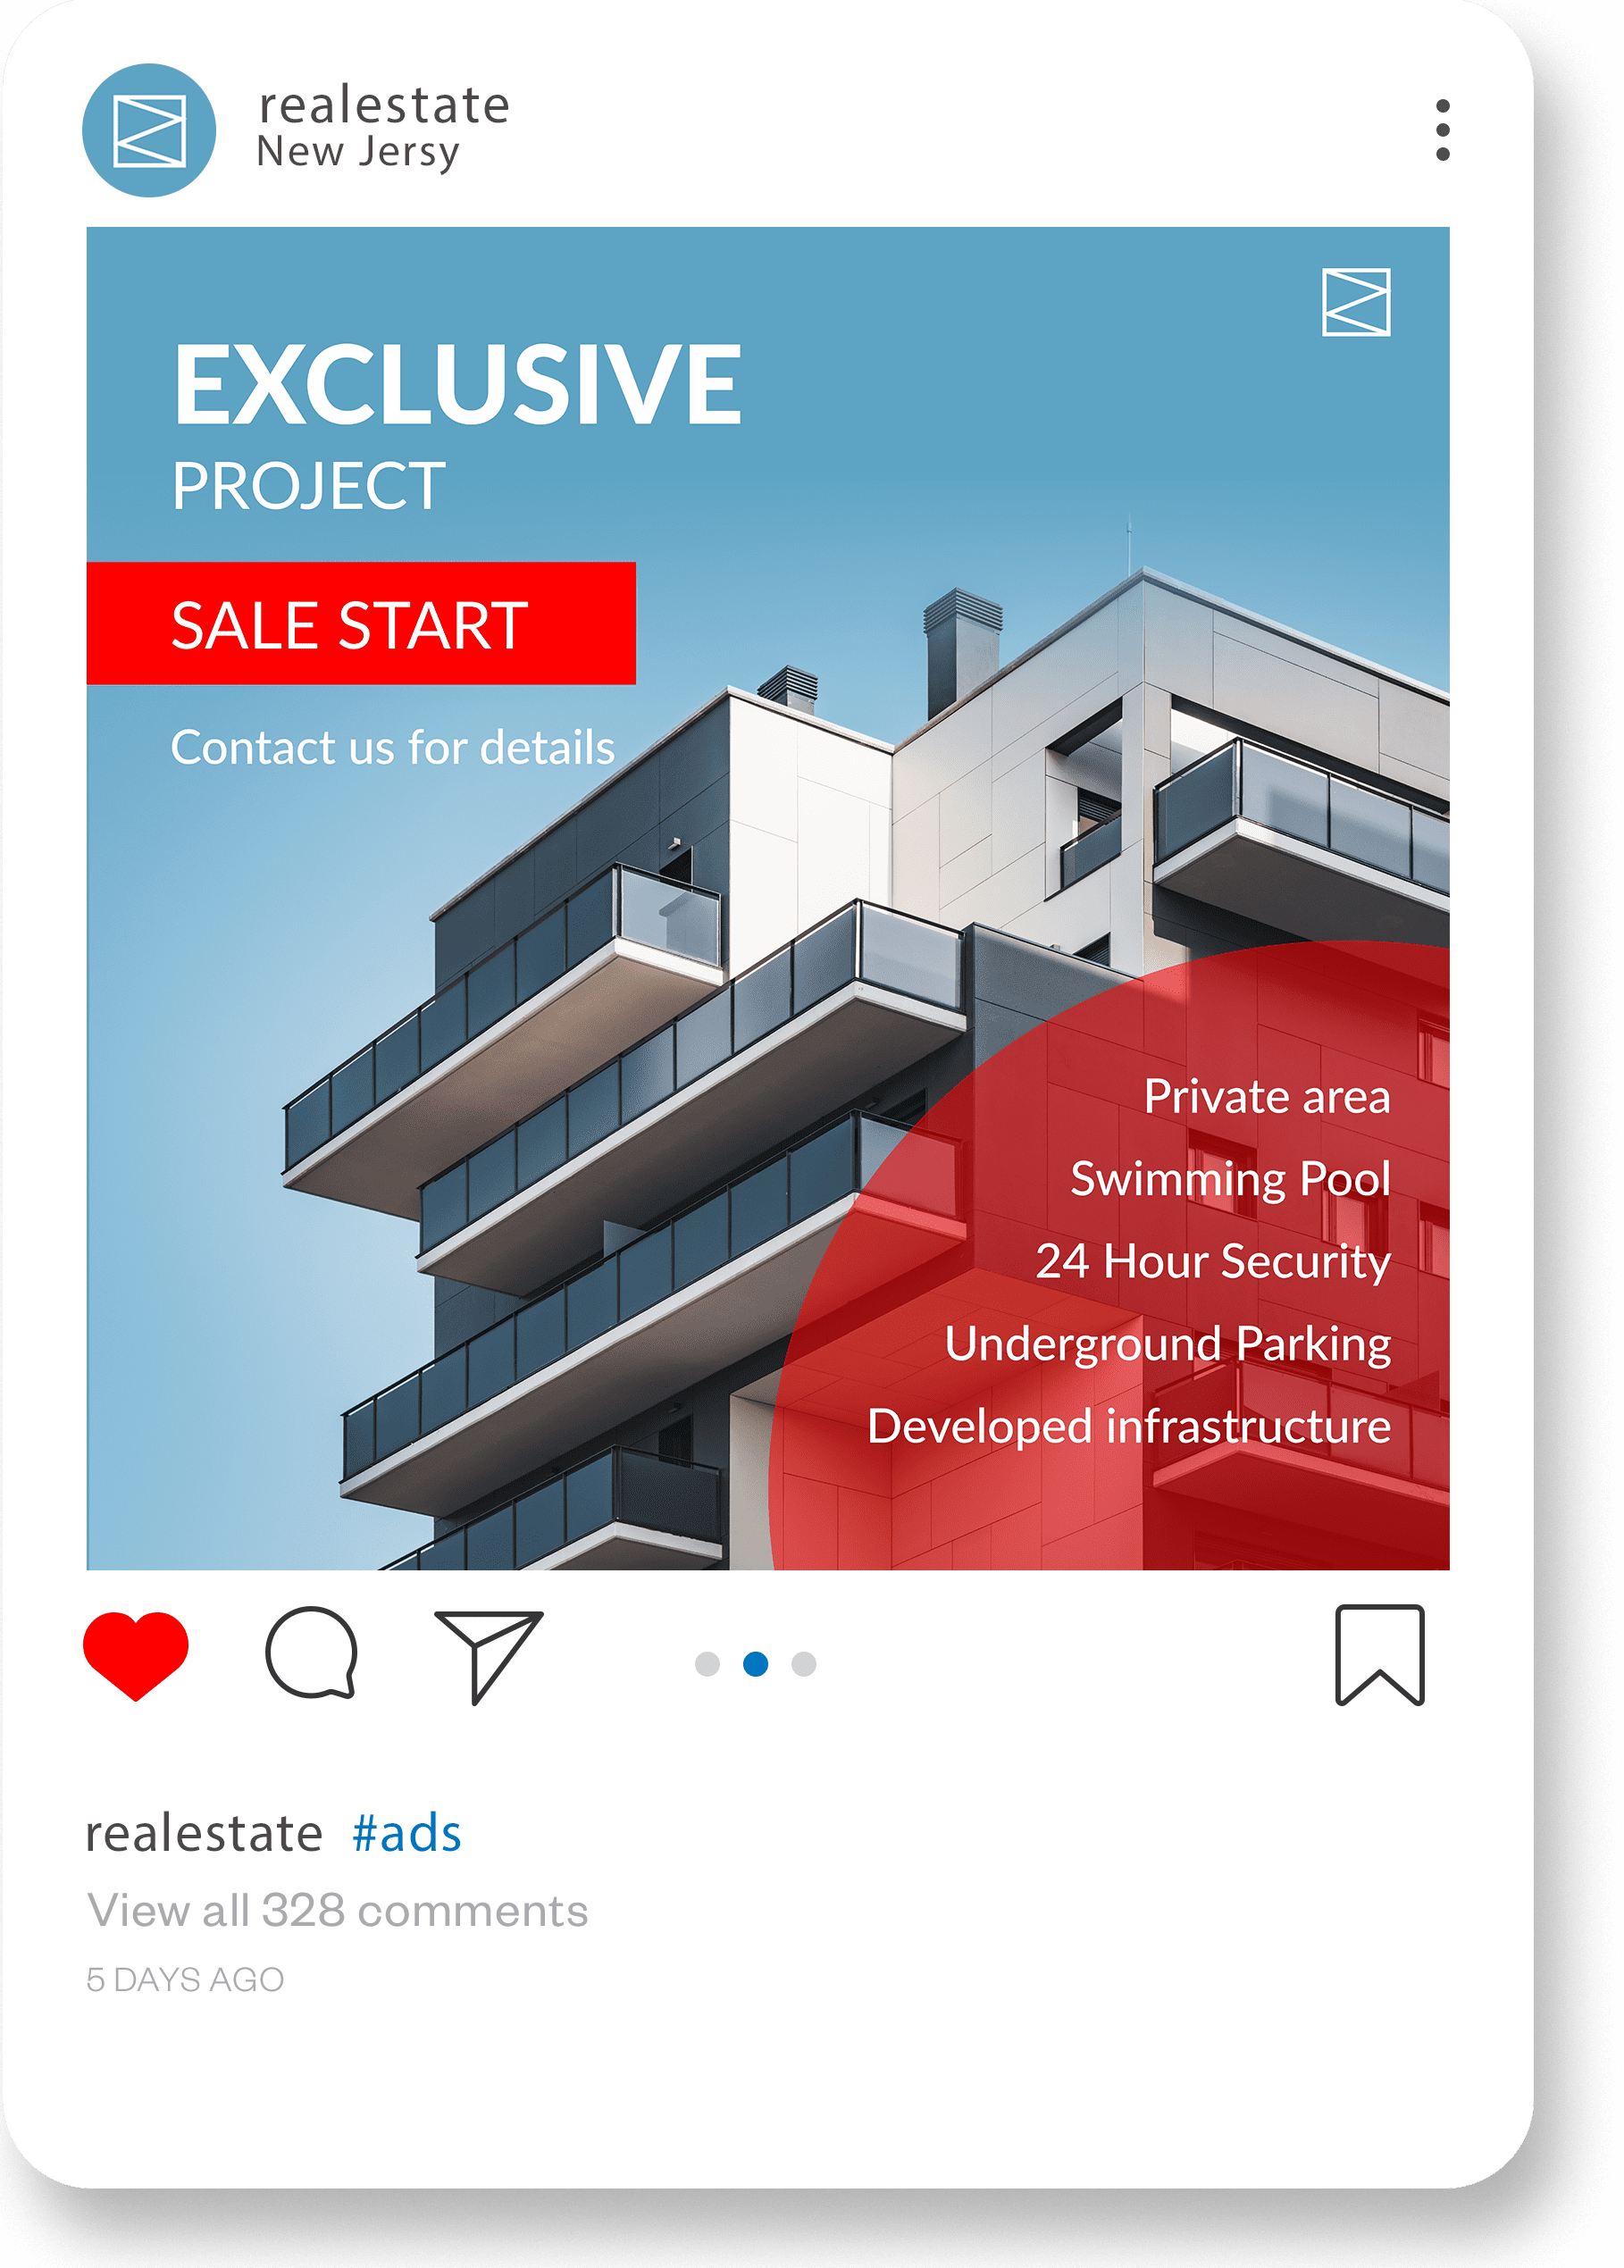 realestate
New Jersy
EXCLUSIVE
PROJECT
SALE START
Contact us for details
Private area
Swimming Pool
24 Hour Security
Underground Parking
Developed infrastructure
realestate #ads
View all 328 comments
5 DAYS AGO